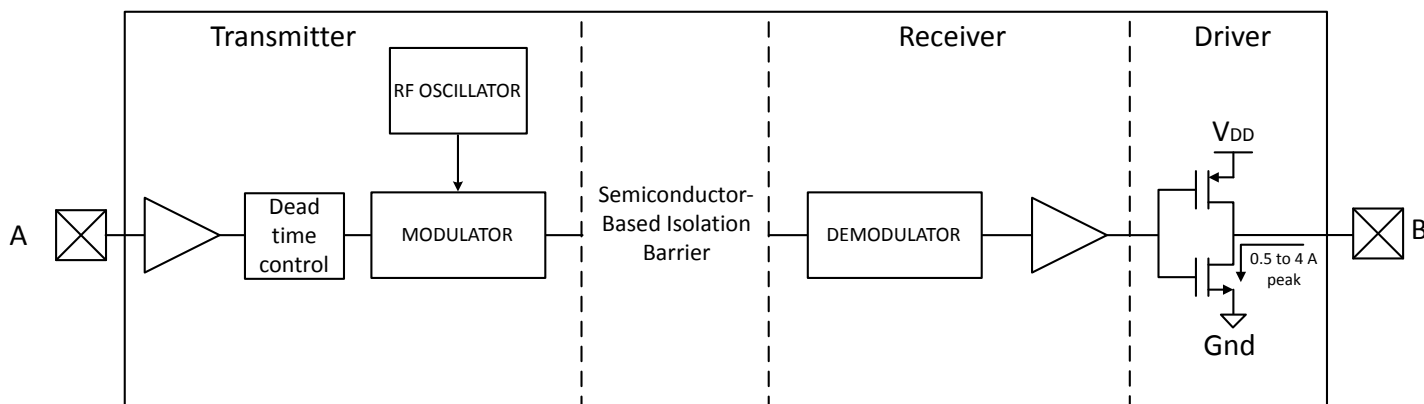 Transmitter
Receiver
Driver
RF OSCILLATOR
VDD
A
Dead
time
control
MODULATOR
Semiconductor-
Based Isolation
Barrier
DEMODULATOR
B
0.5 to 4 A
peak
Gnd